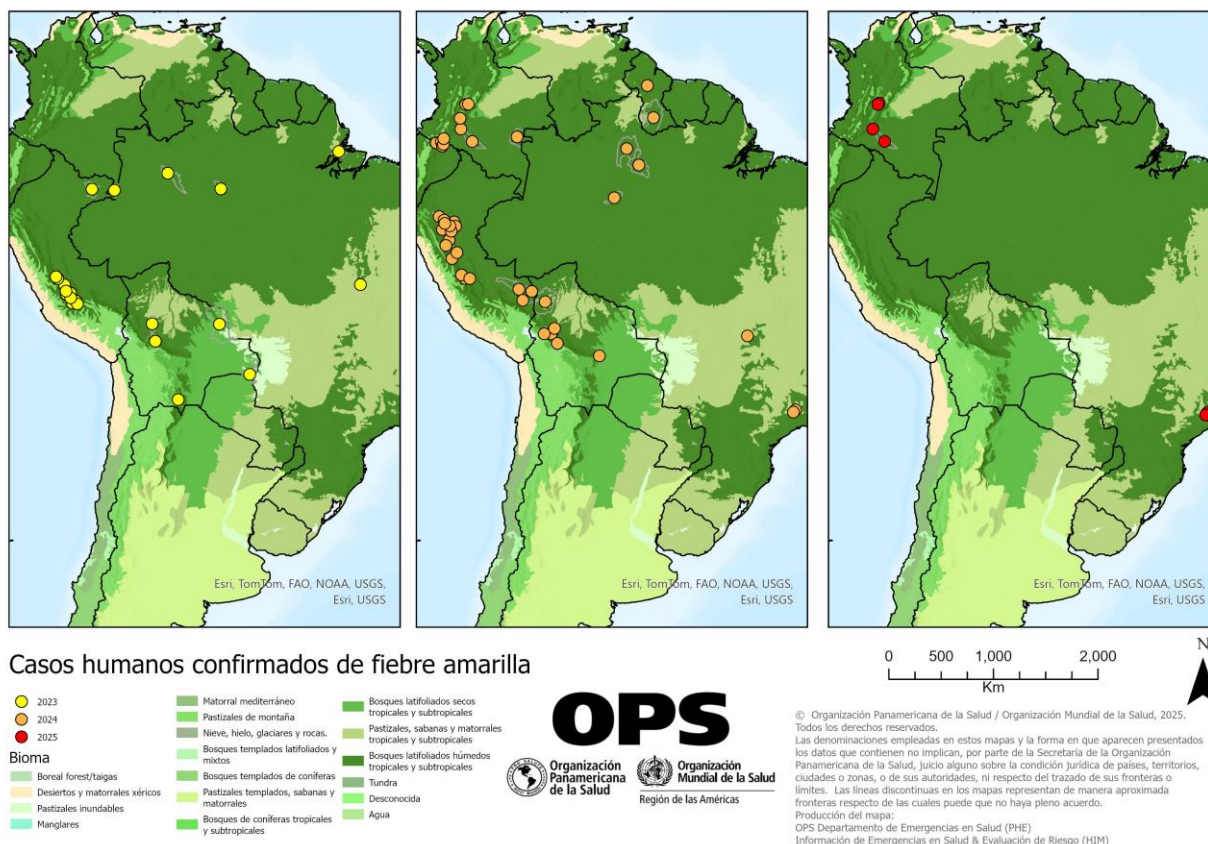 Esri, TomTom, FAO, NOAA, USGS,
Esri, USGS
Esri, TomTom, FAO, NOAA, USGS,
Esri, USGS
Esri, TomTom, FAO, NOAA, USGS,
Esri, USGS
Casos humanos confirmados de fiebre amarilla
2023
2024
2025
Bioma
Boreal forest/taigas
Desiertos y matorrales xéricos
Pastizales inundables
Manglares
Matorral mediterráneo
Pastizales de montaña
Nieve, hielo, glaciares y rocas.
Bosques templados latifoliados y
mixtos
Bosques templados de coníferas
Pastizales templados, sabanas y
matorrales
Bosques de coníferas tropicales
y subtropicales
Bosques latifoliados secos
tropicales y subtropicales
Pastizales, sabanas y matorrales
tropicales y subtropicales
Bosques latifoliados húmedos
tropicales y subtropicales
Tundra
Desconocida
Agua
OPS
Organización
Panamericana
de la Salud
Organización
Mundial de la Salud
Región de las Américas
0 500 1,000 2,000
Km
N
© Organización Panamericana de la Salud / Organización Mundial de la Salud, 2025.
Todos los derechos reservados.
Las denominaciones empleadas en estos mapas y la forma en que aparecen presentados
los datos que contienen no implican, por parte de la Secretaría de la Organización
Panamericana de la Salud, juicio alguno sobre la condición jurídica de países, territorios,
ciudades o zonas, o de sus autoridades, ni respecto del trazado de sus fronteras o
límites. Las líneas discontinuas en los mapas representan de manera aproximada
fronteras respecto de las cuales puede que no haya pleno acuerdo.
Producción del mapa:
OPS Departamento de Emergencias en Salud (PHE)
Información de Emergencias en Salud & Evaluación de Riesgo (HIM)